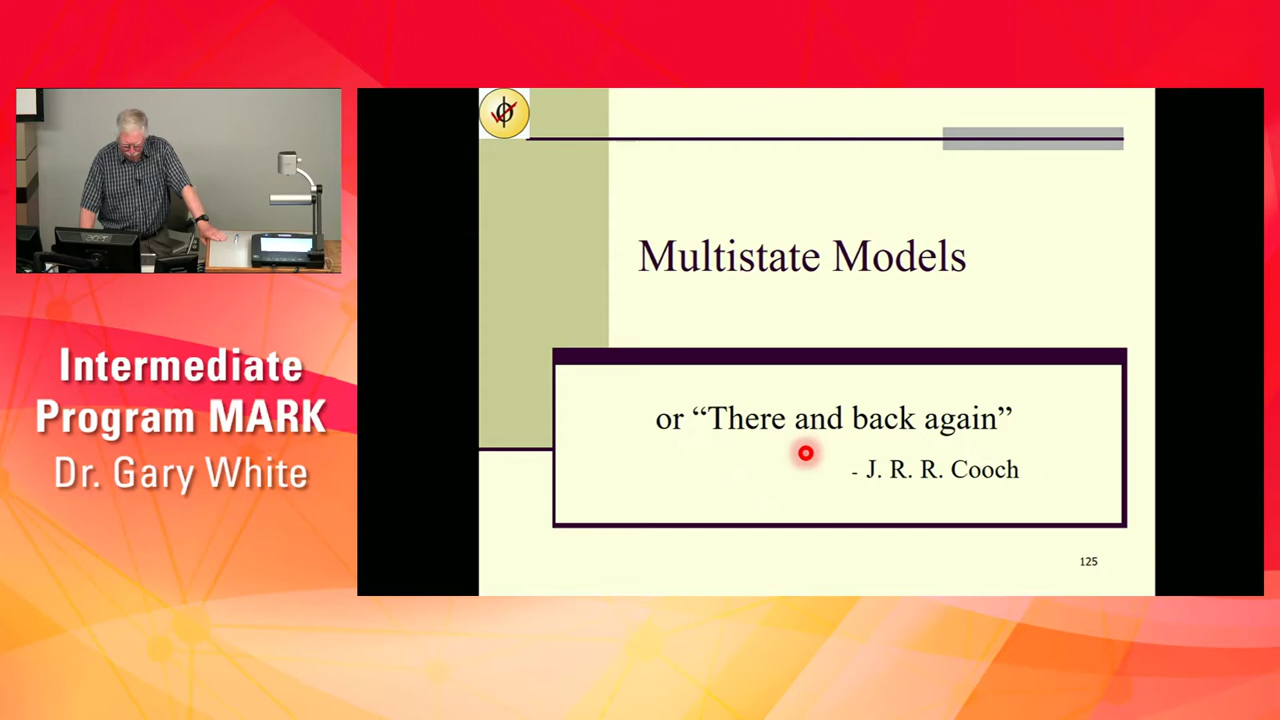 Multistate Models
or “There and back again”
- J. R. R. Cooch
125
Intermediate
Program MARK
Dr. Gary White